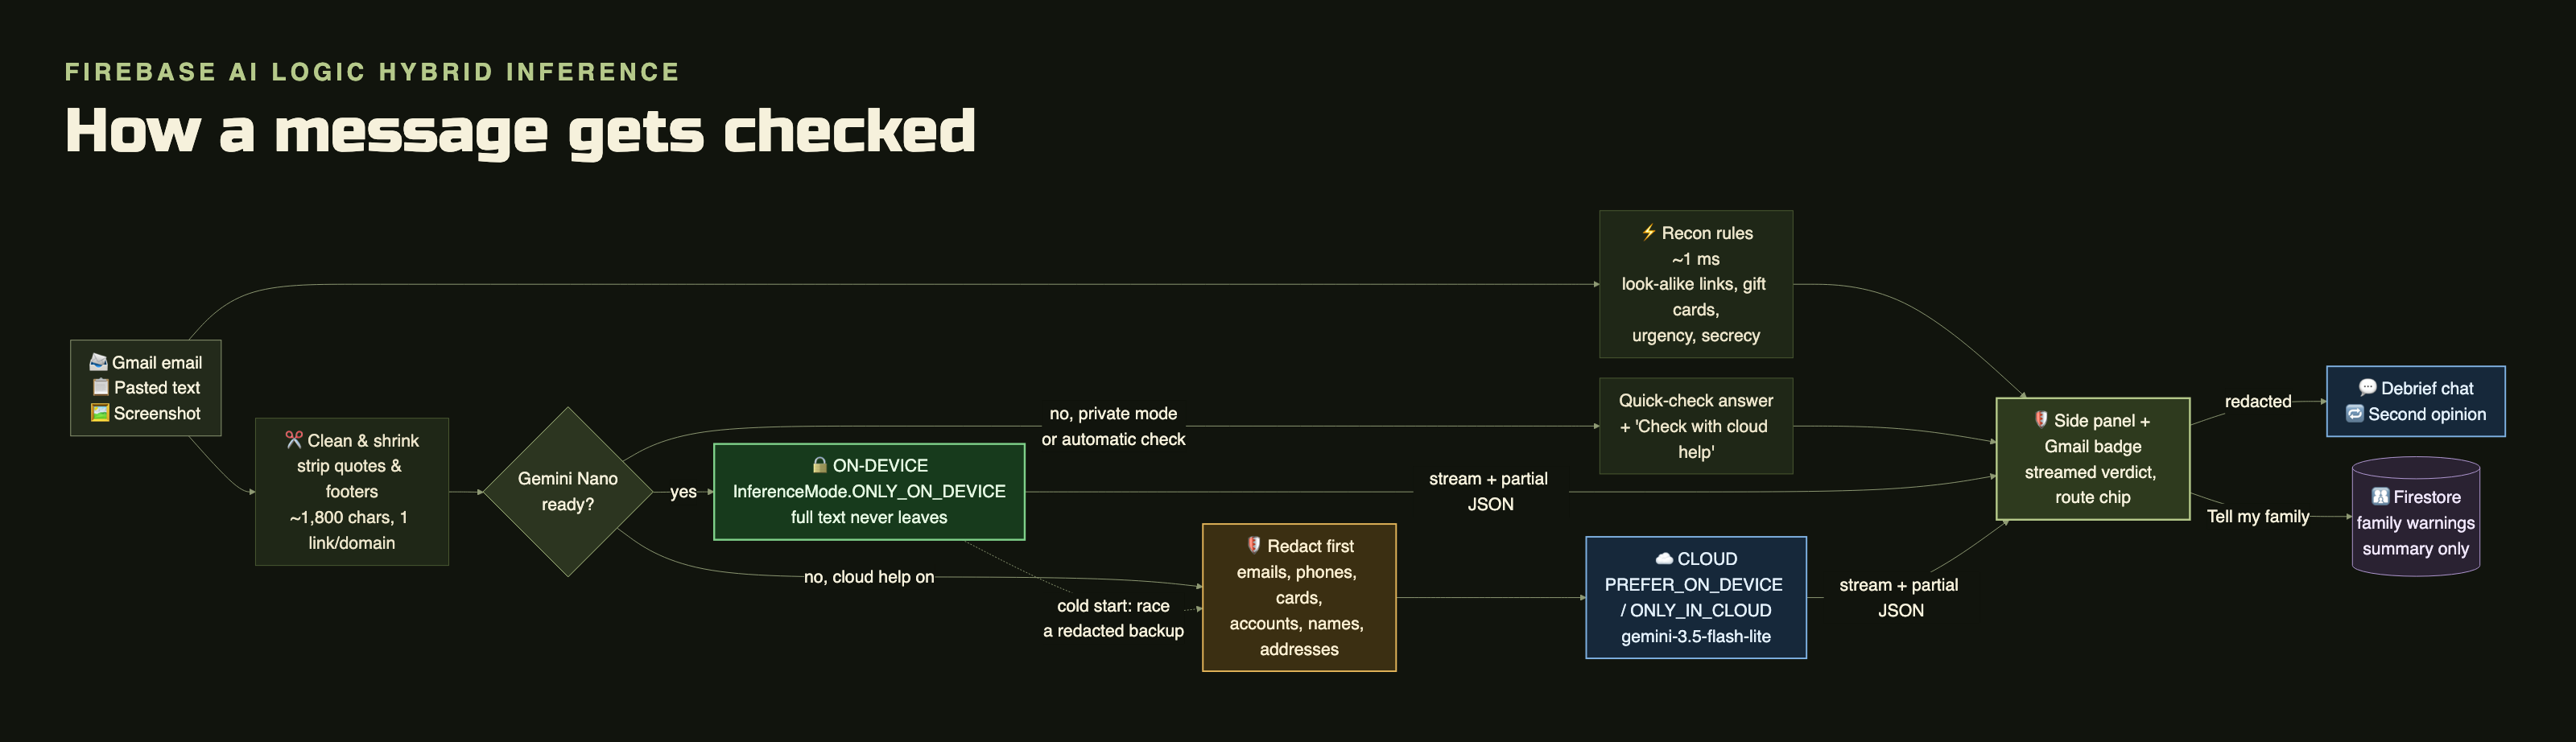 FIREBASE AI LOGIC HYBRID INFERENCE
How a message gets checked
Gmail email
Pasted text
Screenshot
Clean & shrink
strip quotes &
footers
~1,800 chars, 1
link/domain
Gemini Nano
ready?
yes
no, private mode
or automatic check
no, cloud help on
ON-DEVICE
InferenceMode.ONLY_ON_DEVICE
full text never leaves
cold start: race
a redacted backup
Redact first
emails, phones,
cards,
accounts, names,
addresses
Recon rules
~1 ms
look-alike links, gift
cards,
urgency, secrecy
Quick-check answer
+ 'Check with cloud
help'
stream + partial
JSON
CLOUD
PREFER_ON_DEVICE
/ ONLY_IN_CLOUD
gemini-3.5-flash-lite
stream + partial
JSON
Side panel +
Gmail badge
streamed verdict,
route chip
redacted
Debrief chat
Second opinion
Tell my family
Firestore
family warnings
summary only